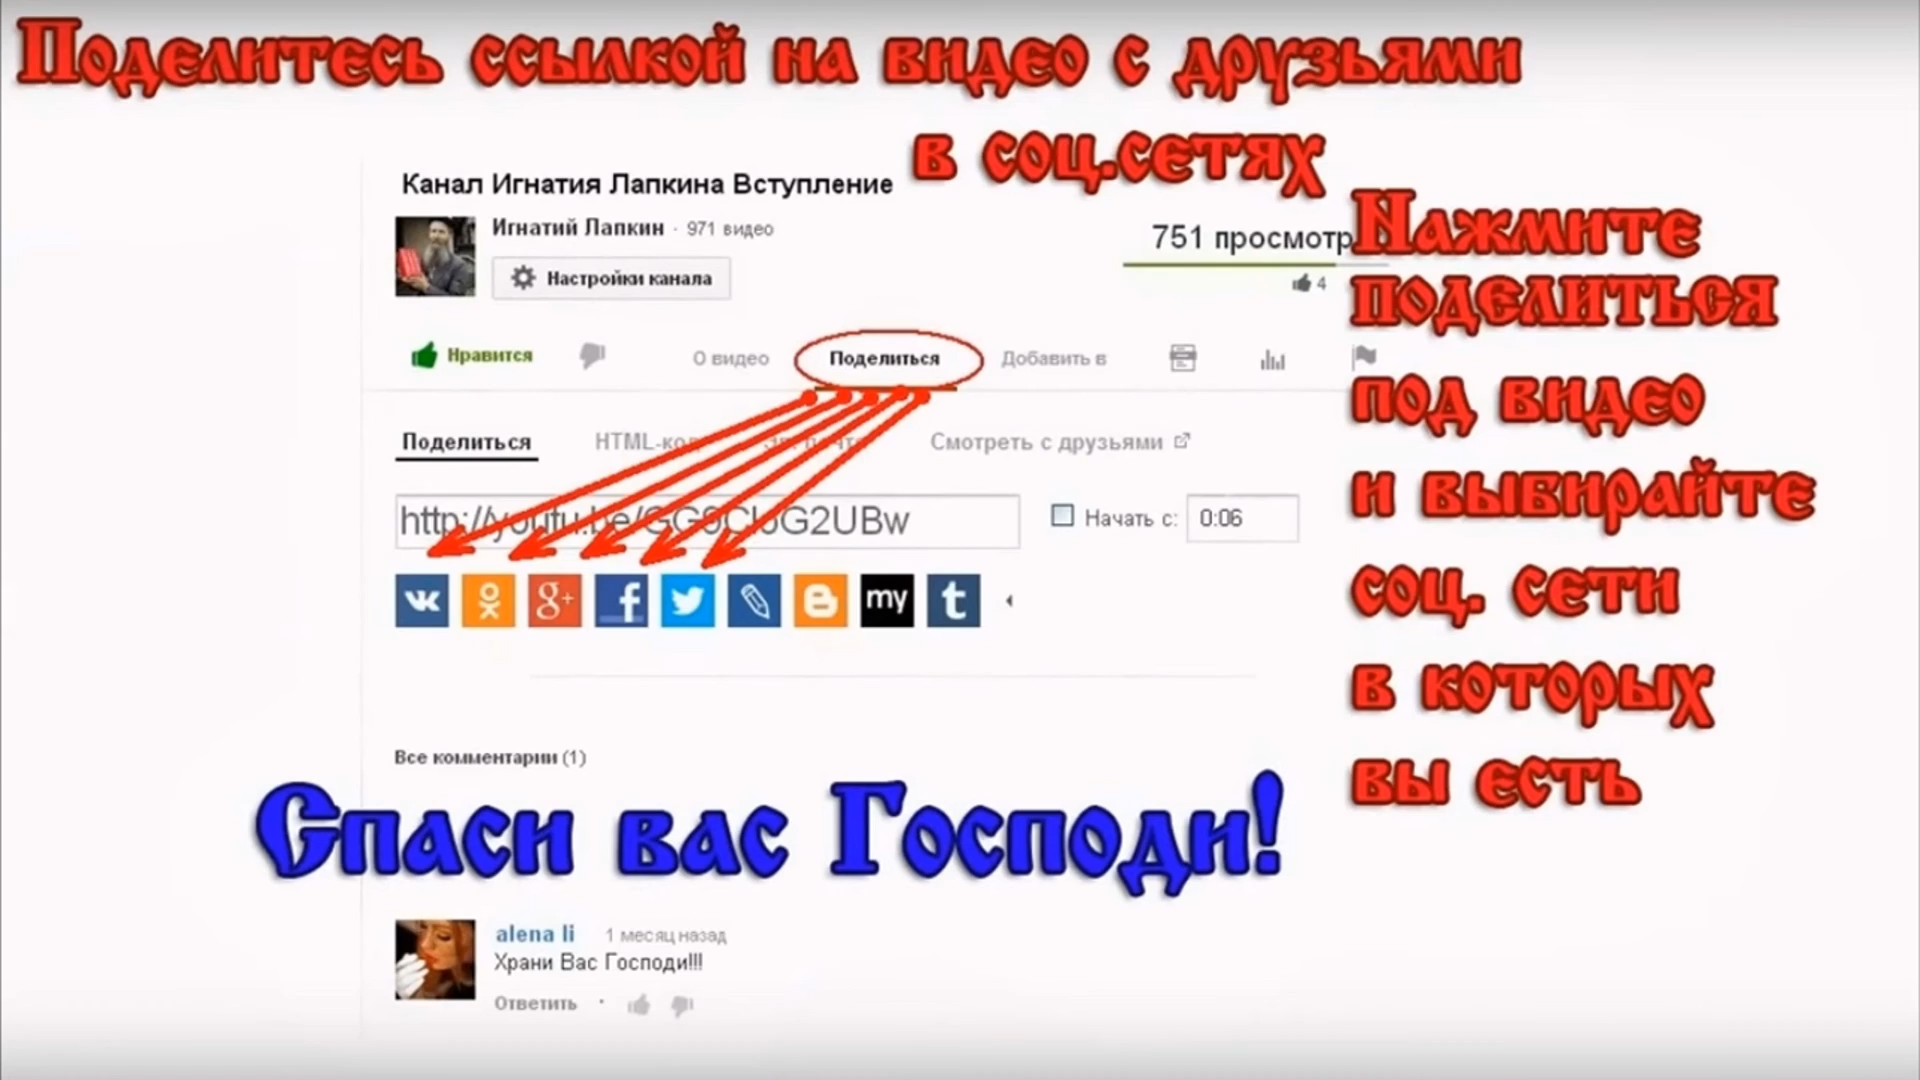 Поделитесь ссылкой на видео с друзьями
в соц.сетях
Канал Игнатия Лапкина Вступление
Игнатий Лапкин · 971 видео
Настройки канала
751 просмотр
4
Нравится
О видео
Поделиться
Добавить в
Нажмите
поделиться
под видео
и выбирайте
соц. сети
в которых
вы есть
Поделиться
Смотреть с друзьями
Начать с: 0:06
g+
my
Все комментарии (1)
Спаси вас Господи!
alena li 1 месяц назад
Храни Вас Господи!!!
Ответить ·